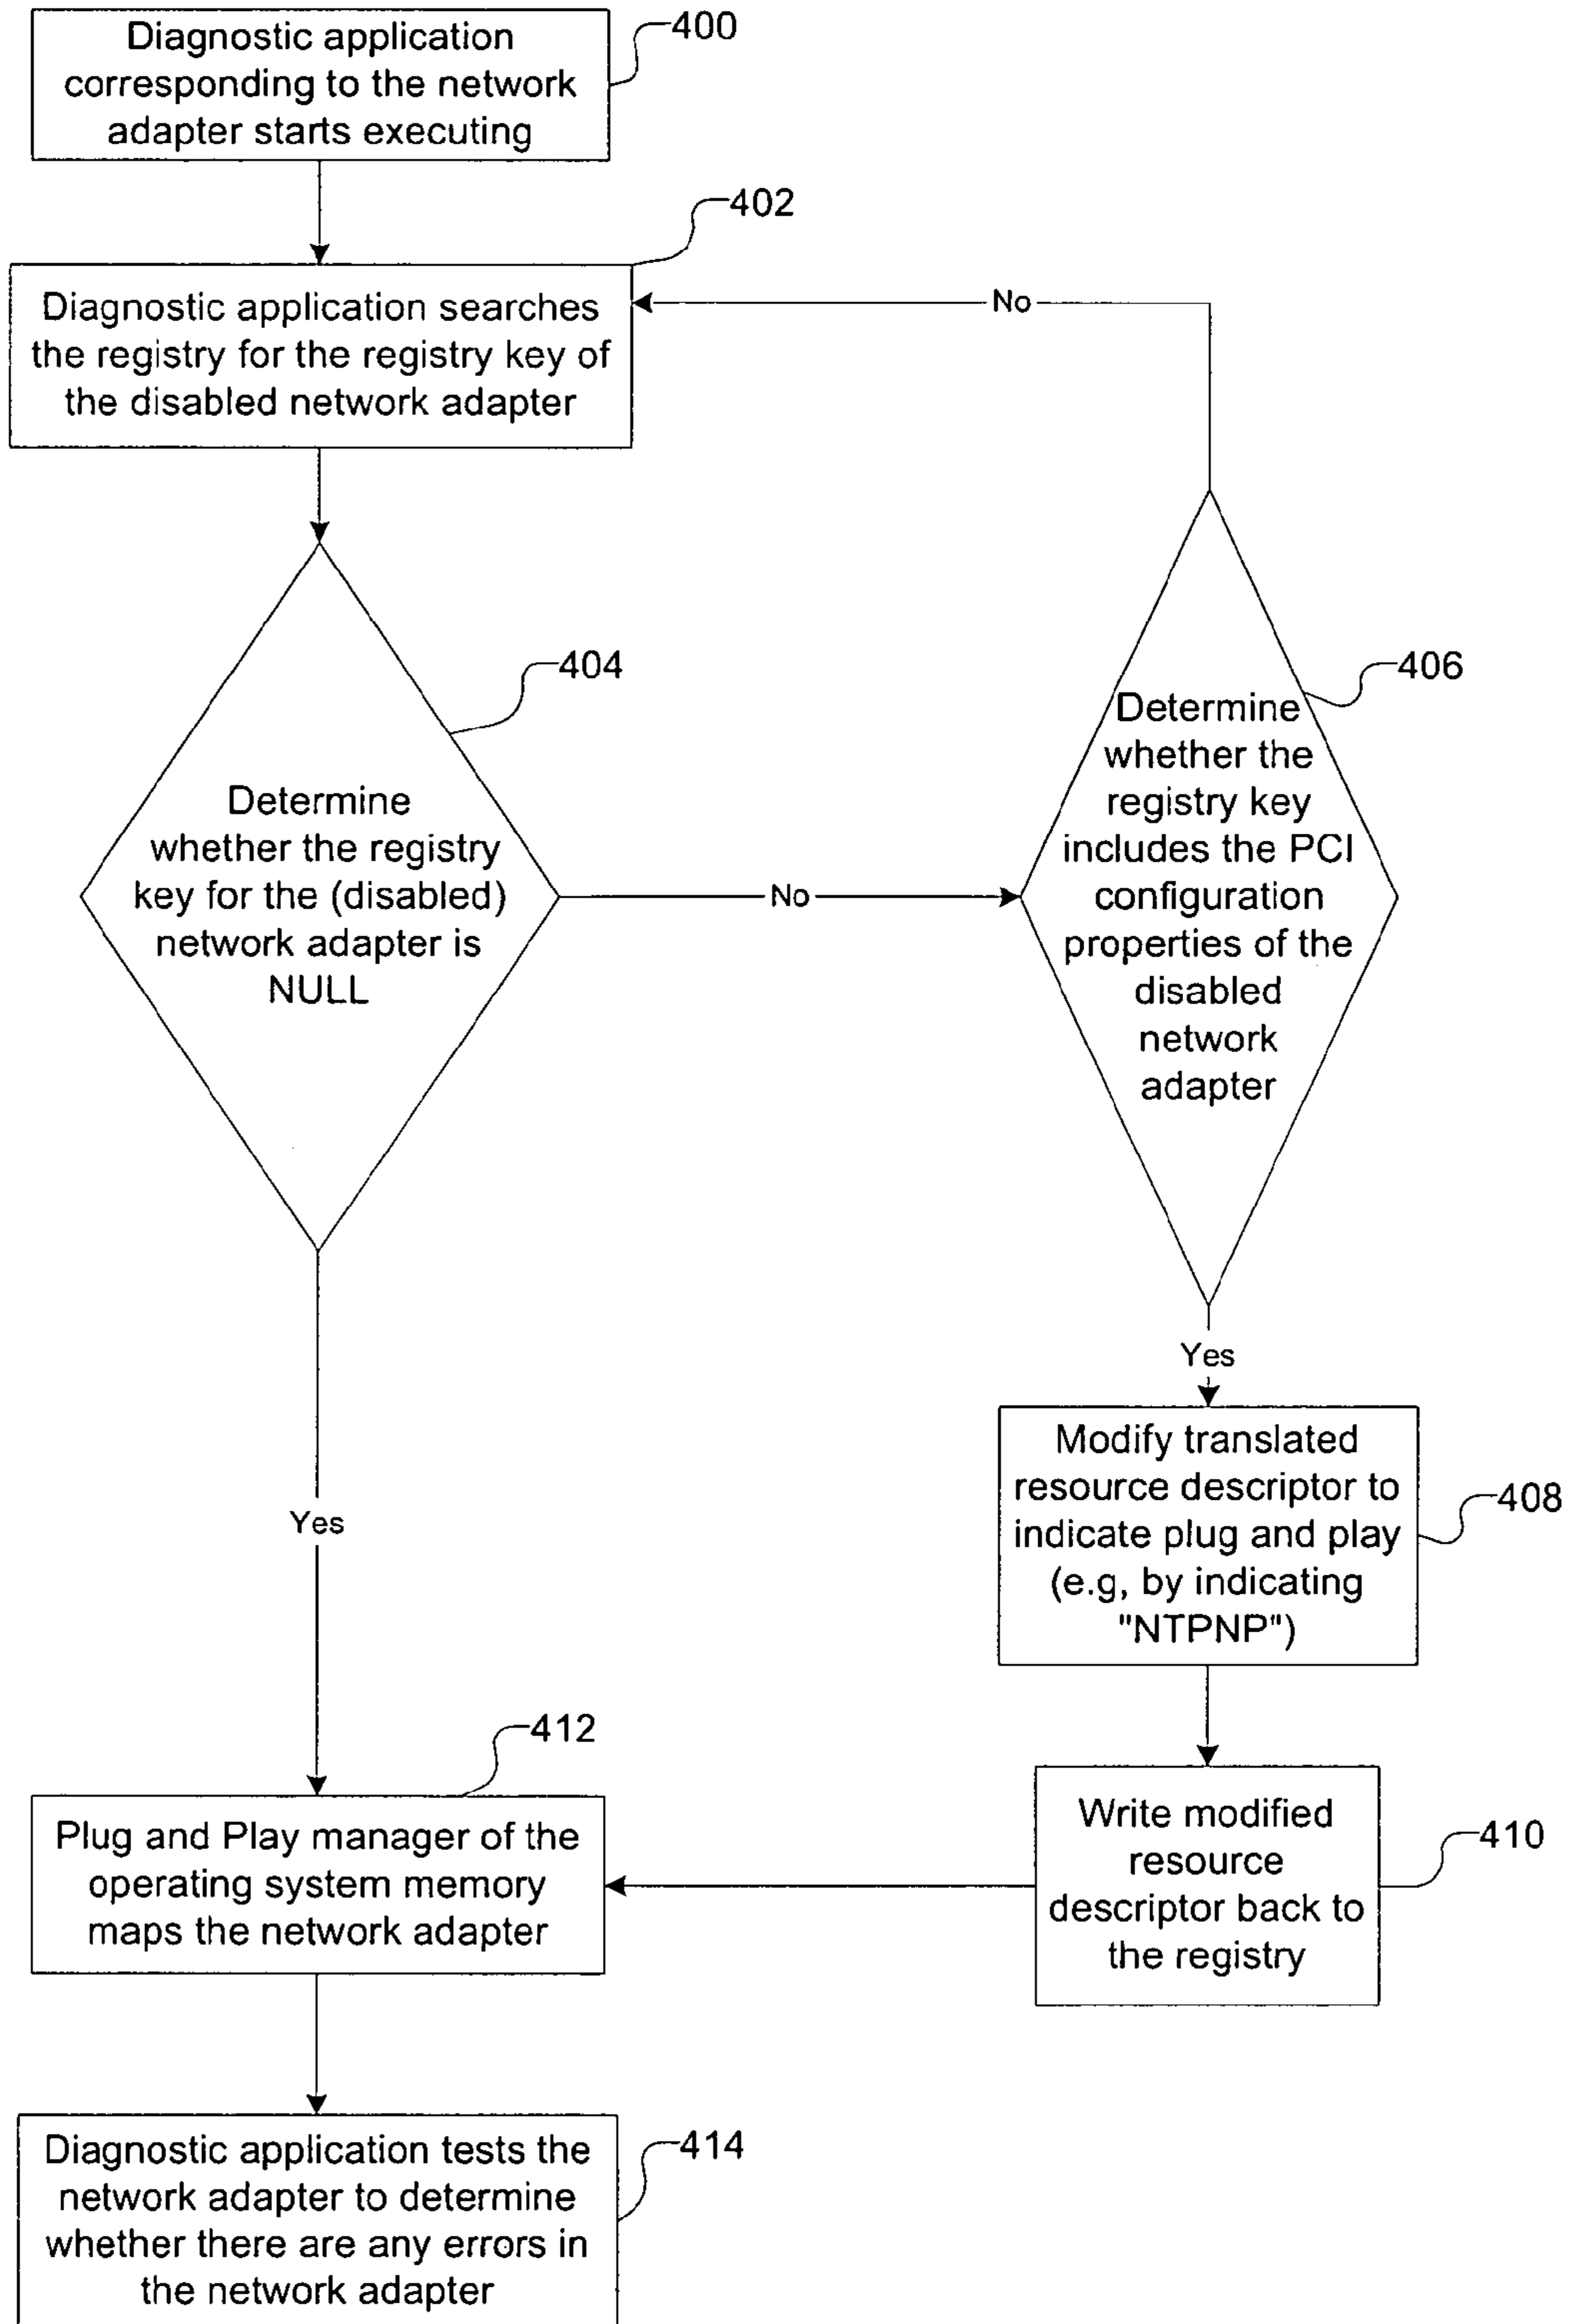 Diagnostic application
corresponding to the network
adapter starts executing
400
402
Diagnostic application searches
the registry for the registry key of
the disabled network adapter
No
404
Determine
whether the registry
key for the (disabled)
network adapter is
NULL
No
406
Determine
whether the
registry key
includes the PCI
configuration
properties of the
disabled
network
adapter
Yes
Modify translated
resource descriptor to
indicate plug and play
(e.g, by indicating
"NTPNP")
408
Yes
412
Plug and Play manager of the
operating system memory
maps the network adapter
Write modified
resource
descriptor back to
the registry
410
Diagnostic application tests the
network adapter to determine
whether there are any errors in
the network adapter
414